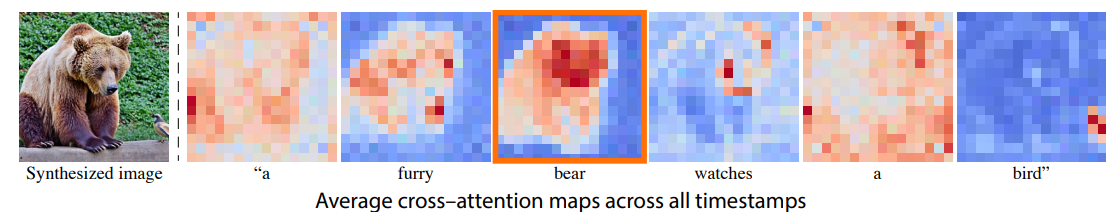 Synthesized image “a furry bear watches a bird”
Average cross–attention maps across all timestamps